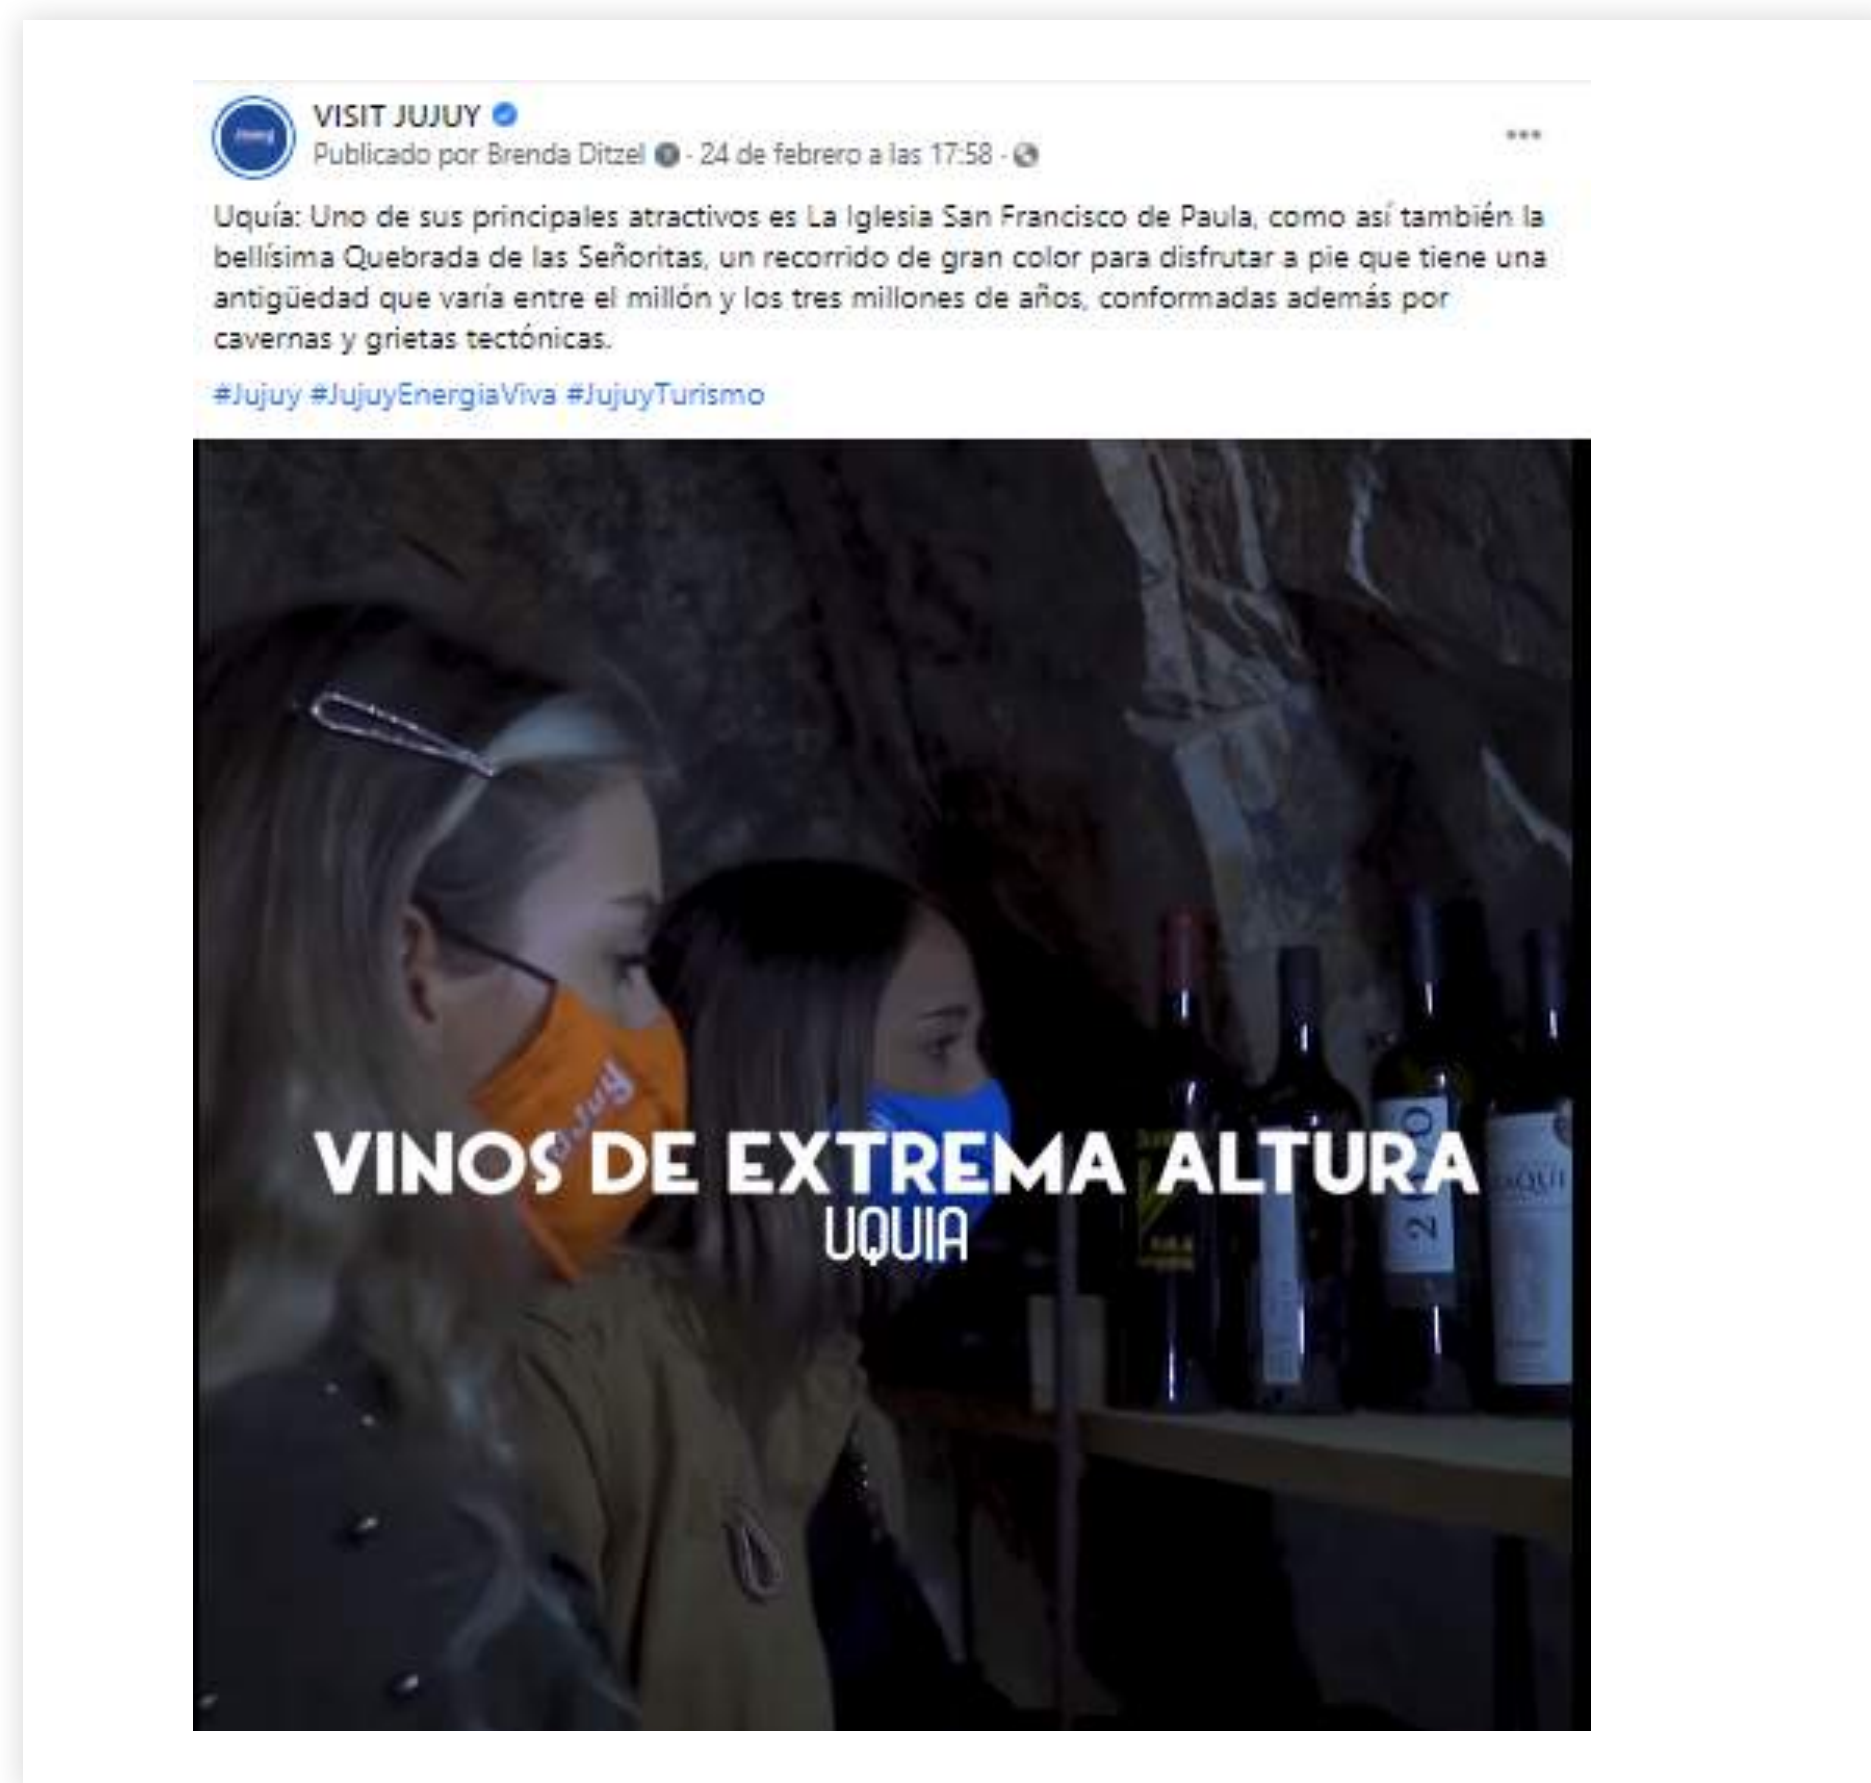 VISIT JUJUY
Publicado por Brenda Ditzel · 24 de febrero a las 17:58 ·
Uquía: Uno de sus principales atractivos es La Iglesia San Francisco de Paula, como así también la
bellísima Quebrada de las Señoritas, un recorrido de gran color para disfrutar a pie que tiene una
antigüedad que varía entre el millón y los tres millones de años, conformadas además por
cavernas y grietas tectónicas.
#Jujuy #JujuyEnergiaViva #JujuyTurismo
Jujuy
VINOS DE EXTREMA ALTURA
UQUIA